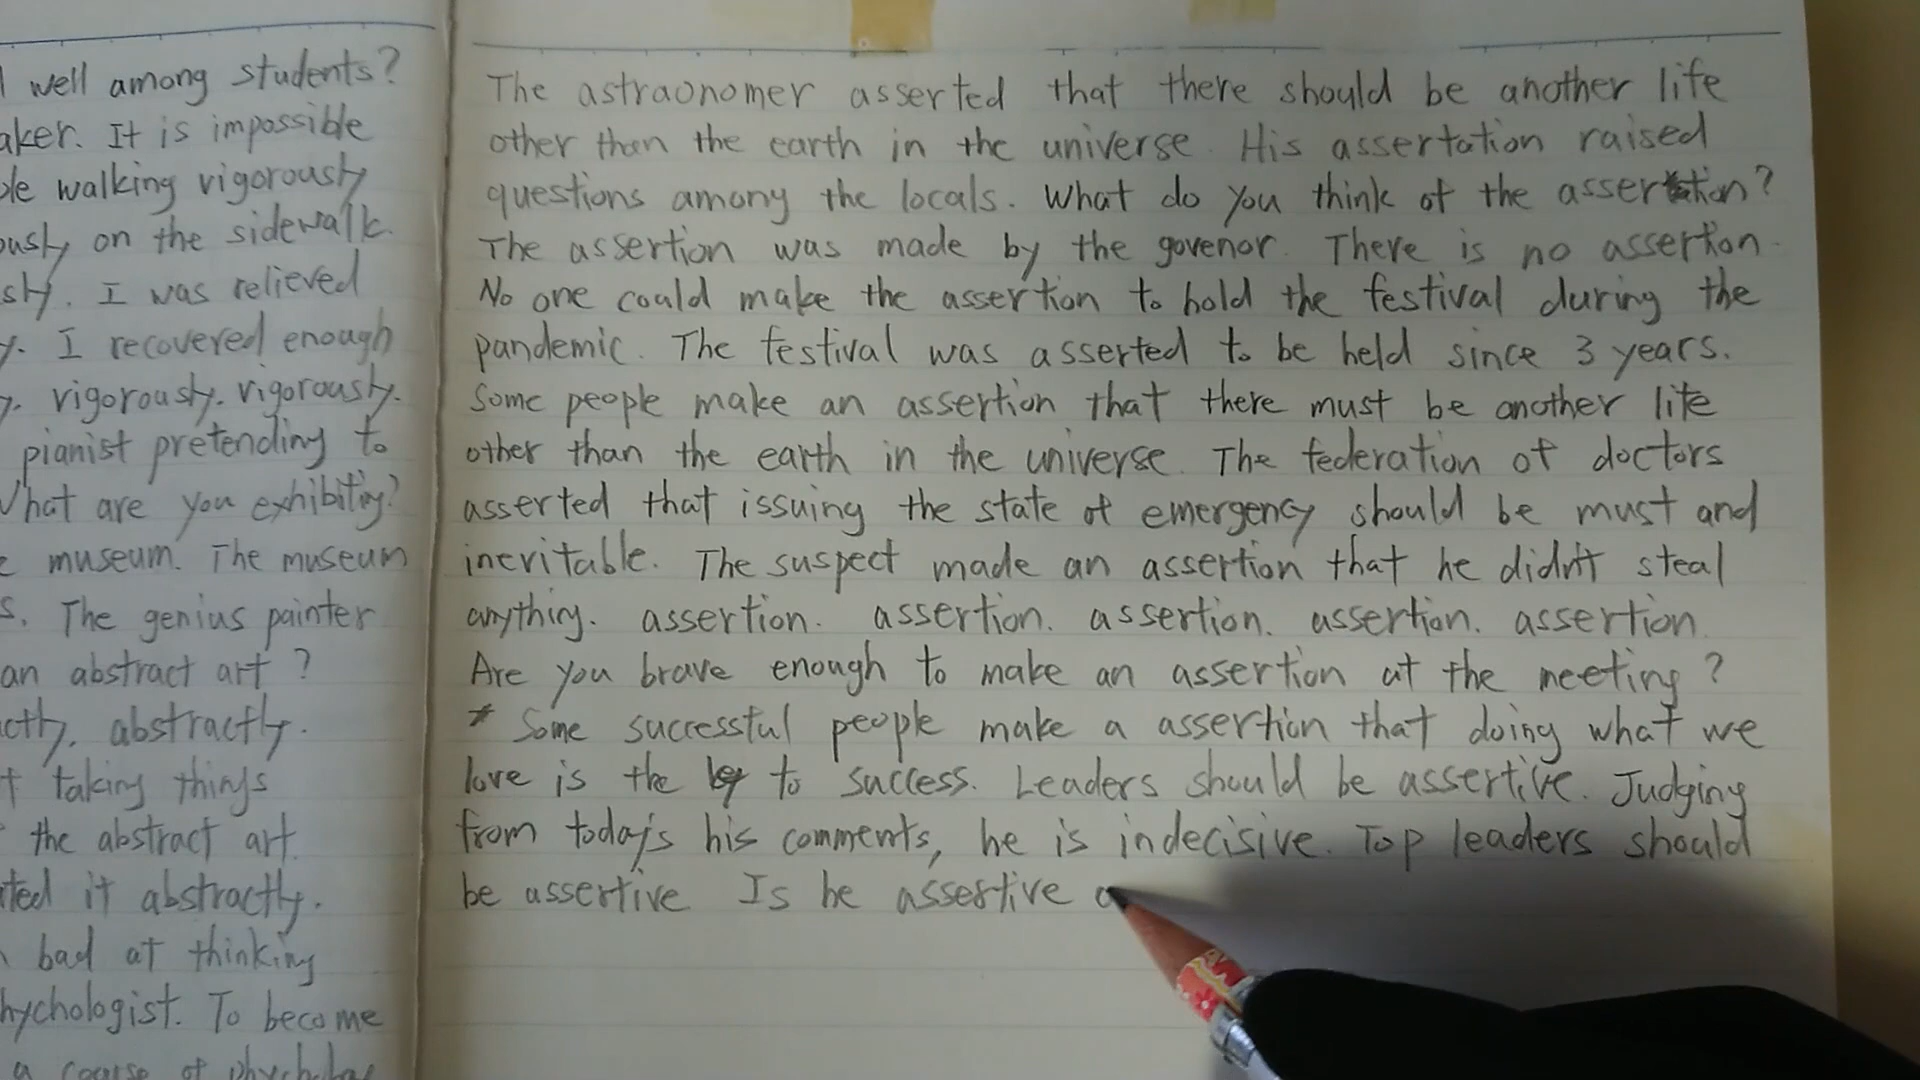 well among students?
aker. It is impossible
ole walking vigorously
ously on the sidewalk.
sly. I was relieved
y. I recovered enough
y. vigorously. vigorously.
pianist pretending to
What are you exhibiting?
museum. The museum
s. The genius painter
an abstract art?
ctly, abstractly.
taking things
the abstract art.
ted it abstractly.
bad at thinking
hychologist. To become
a course of
The astraonomer asserted that there should be another life
other than the earth in the universe. His assertation raised
questions among the locals. What do you think of the assertion?
The assertion was made by the govenor. There is no assertion.
No one could make the assertion to hold the festival during the
pandemic. The festival was asserted to be held since 3 years.
Some people make an assertion that there must be another life
other than the earth in the universe. The federation of doctors
asserted that issuing the state of emergency should be must and
inevitable. The suspect made an assertion that he didn't steal
anything. assertion. assertion. assertion. assertion. assertion.
Are you brave enough to make an assertion at the meeting?
* Some successful people make a assertion that doing what we
love is the key to success. Leaders should be assertive. Judging
from today's his comments, he is indecisive. Top leaders should
be assertive Is he assertive